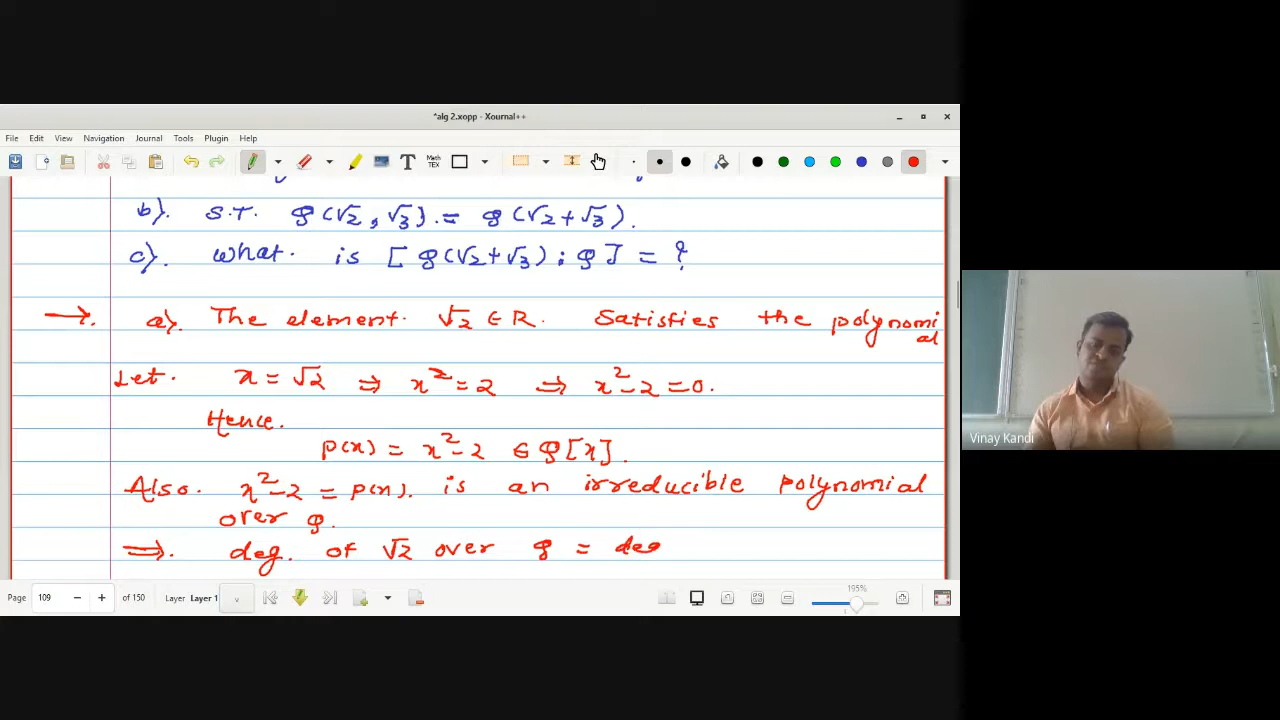 *alg 2.xopp - Xournal++
File Edit View Navigation Journal Tools Plugin Help
b). S.T. Q(√2, √3). = Q(√2+√3).
c). what. is [Q(√2+√3) : Q] = ?
→. a). The element. √2 ∈ R. Satisfies the polynomial
Let. x = √2 ⇒ x² = 2 ⇒ x²-2 = 0.
Hence.
p(x) = x²-2 ∈ Q[x].
Also. x²-2 = p(x). is an irreducible polynomial
over Q.
⇒. deg. of √2 over Q = deg
Vinay Kandi
Page 109 of 150 Layer Layer 1 195%